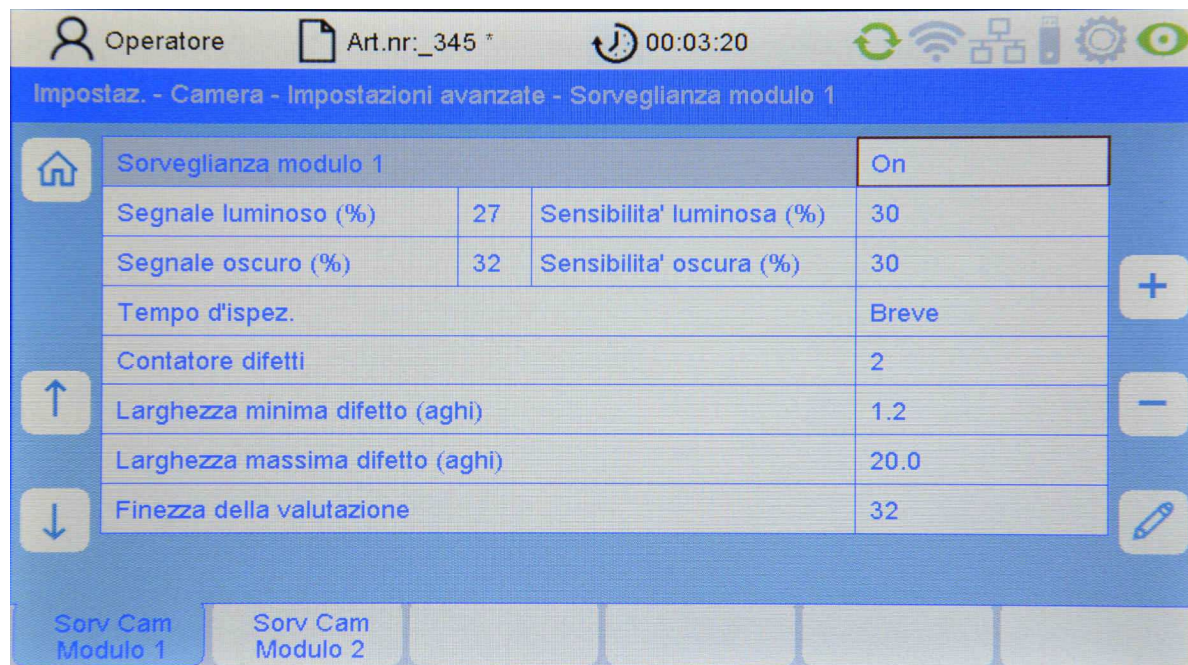 Operatore Art.nr:_345 * 00:03:20
Impostaz. - Camera - Impostazioni avanzate - Sorveglianza modulo 1
Sorveglianza modulo 1 On
Segnale luminoso (%) 27 Sensibilita' luminosa (%) 30
Segnale oscuro (%) 32 Sensibilita' oscura (%) 30
Tempo d'ispez. Breve
Contatore difetti 2
Larghezza minima difetto (aghi) 1.2
Larghezza massima difetto (aghi) 20.0
Finezza della valutazione 32
Sorv Cam Sorv Cam
Modulo 1 Modulo 2